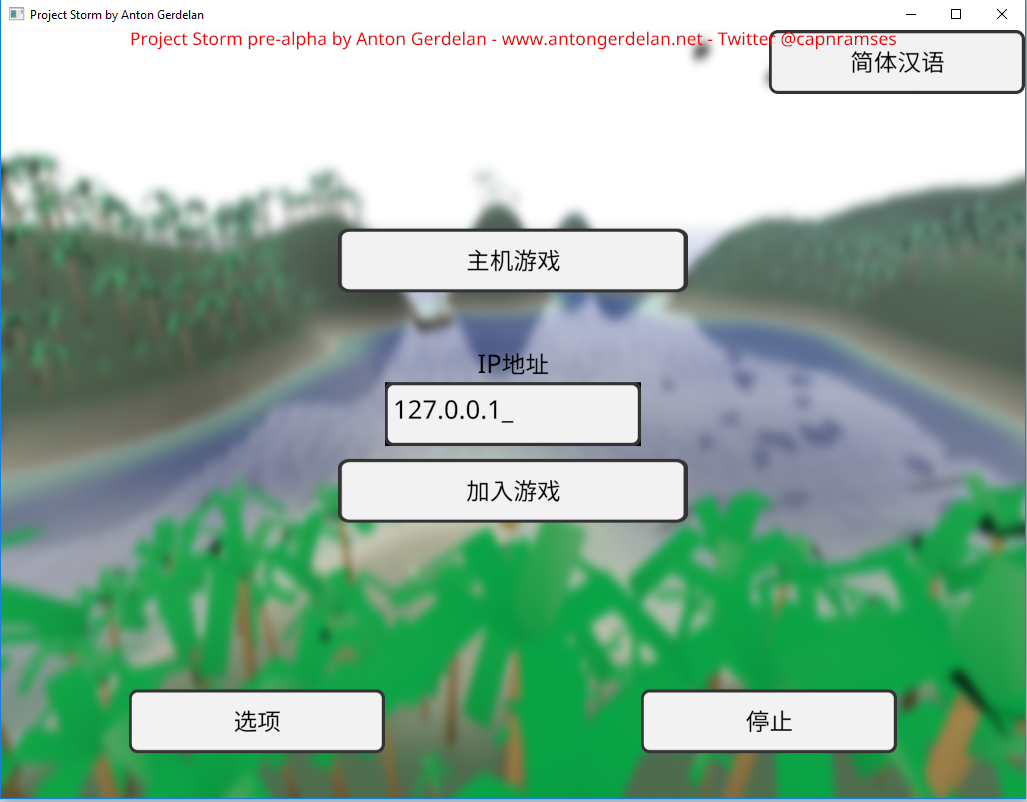 Project Storm by Anton Gerdelan
Project Storm pre-alpha by Anton Gerdelan - www.antongerdelan.net - Twitter @capnramses
简体汉语
主机游戏
IP地址
127.0.0.1_
加入游戏
选项
停止